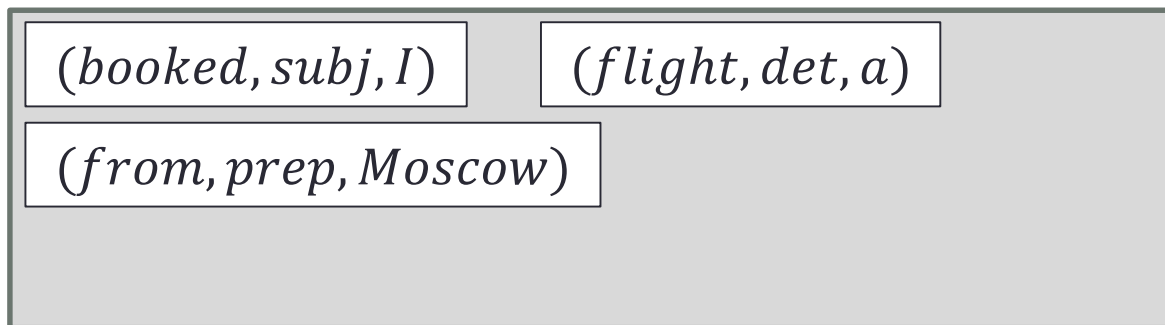 (booked, subj, I) (flight, det, a)
(from, prep, Moscow)